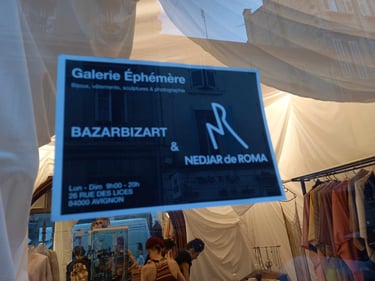 Galerie Éphémère
Bijoux, vêtements, sculptures & photographie
BAZARBIZART
&
NEDJAR de ROMA
Lun - Dim 9h00 - 20h
26 RUE DES LICES
84000 AVIGNON